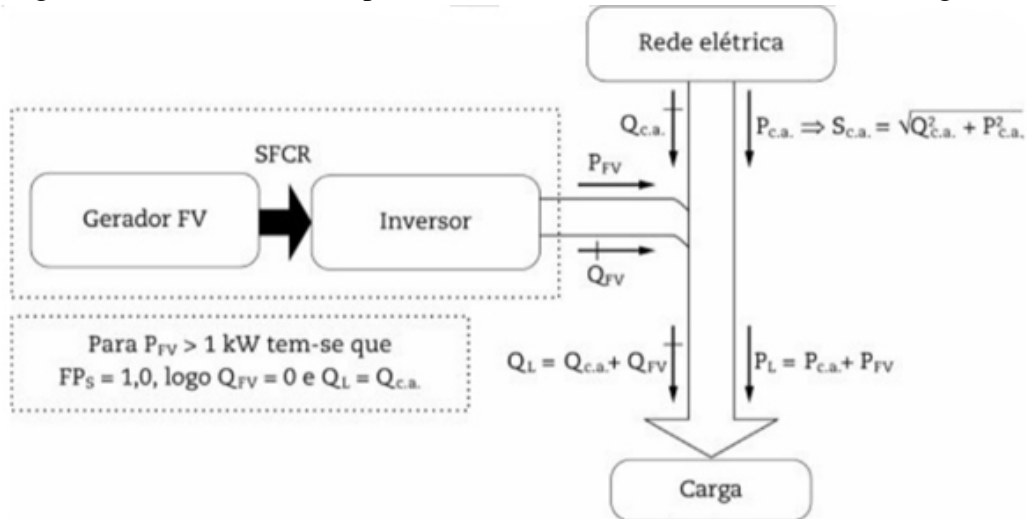 Rede elétrica
Q_c.a.
P_c.a. ⇒ S_c.a. = √Q²_c.a. + P²_c.a.
SFCR
P_FV
Gerador FV
Inversor
Q_FV
Para P_FV > 1 kW tem-se que
FP_S = 1,0, logo Q_FV = 0 e Q_L = Q_c.a.
Q_L = Q_c.a. + Q_FV
P_L = P_c.a. + P_FV
Carga